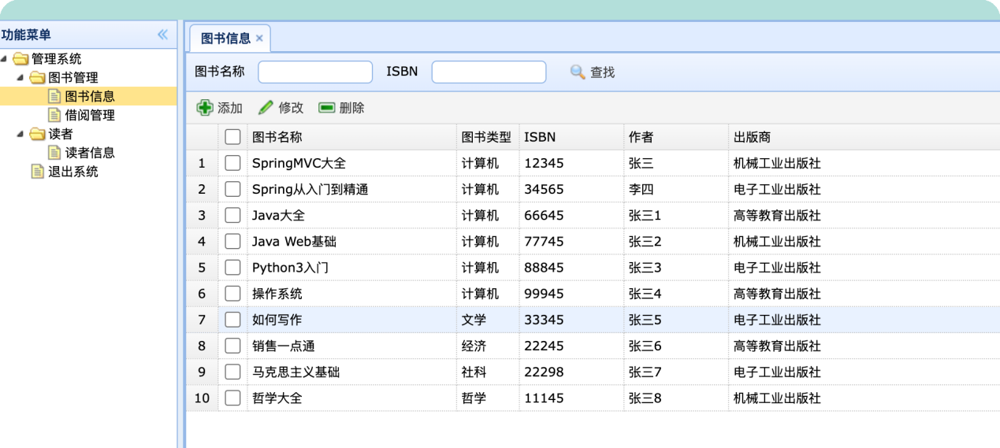 功能菜单
管理系统
图书管理
图书信息
借阅管理
读者
读者信息
退出系统
图书信息
图书名称 ISBN 查找
添加 修改 删除
图书名称 图书类型 ISBN 作者 出版商
1 SpringMVC大全 计算机 12345 张三 机械工业出版社
2 Spring从入门到精通 计算机 34565 李四 电子工业出版社
3 Java大全 计算机 66645 张三1 高等教育出版社
4 Java Web基础 计算机 77745 张三2 机械工业出版社
5 Python3入门 计算机 88845 张三3 电子工业出版社
6 操作系统 计算机 99945 张三4 高等教育出版社
7 如何写作 文学 33345 张三5 电子工业出版社
8 销售一点通 经济 22245 张三6 高等教育出版社
9 马克思主义基础 社科 22298 张三7 电子工业出版社
10 哲学大全 哲学 11145 张三8 机械工业出版社